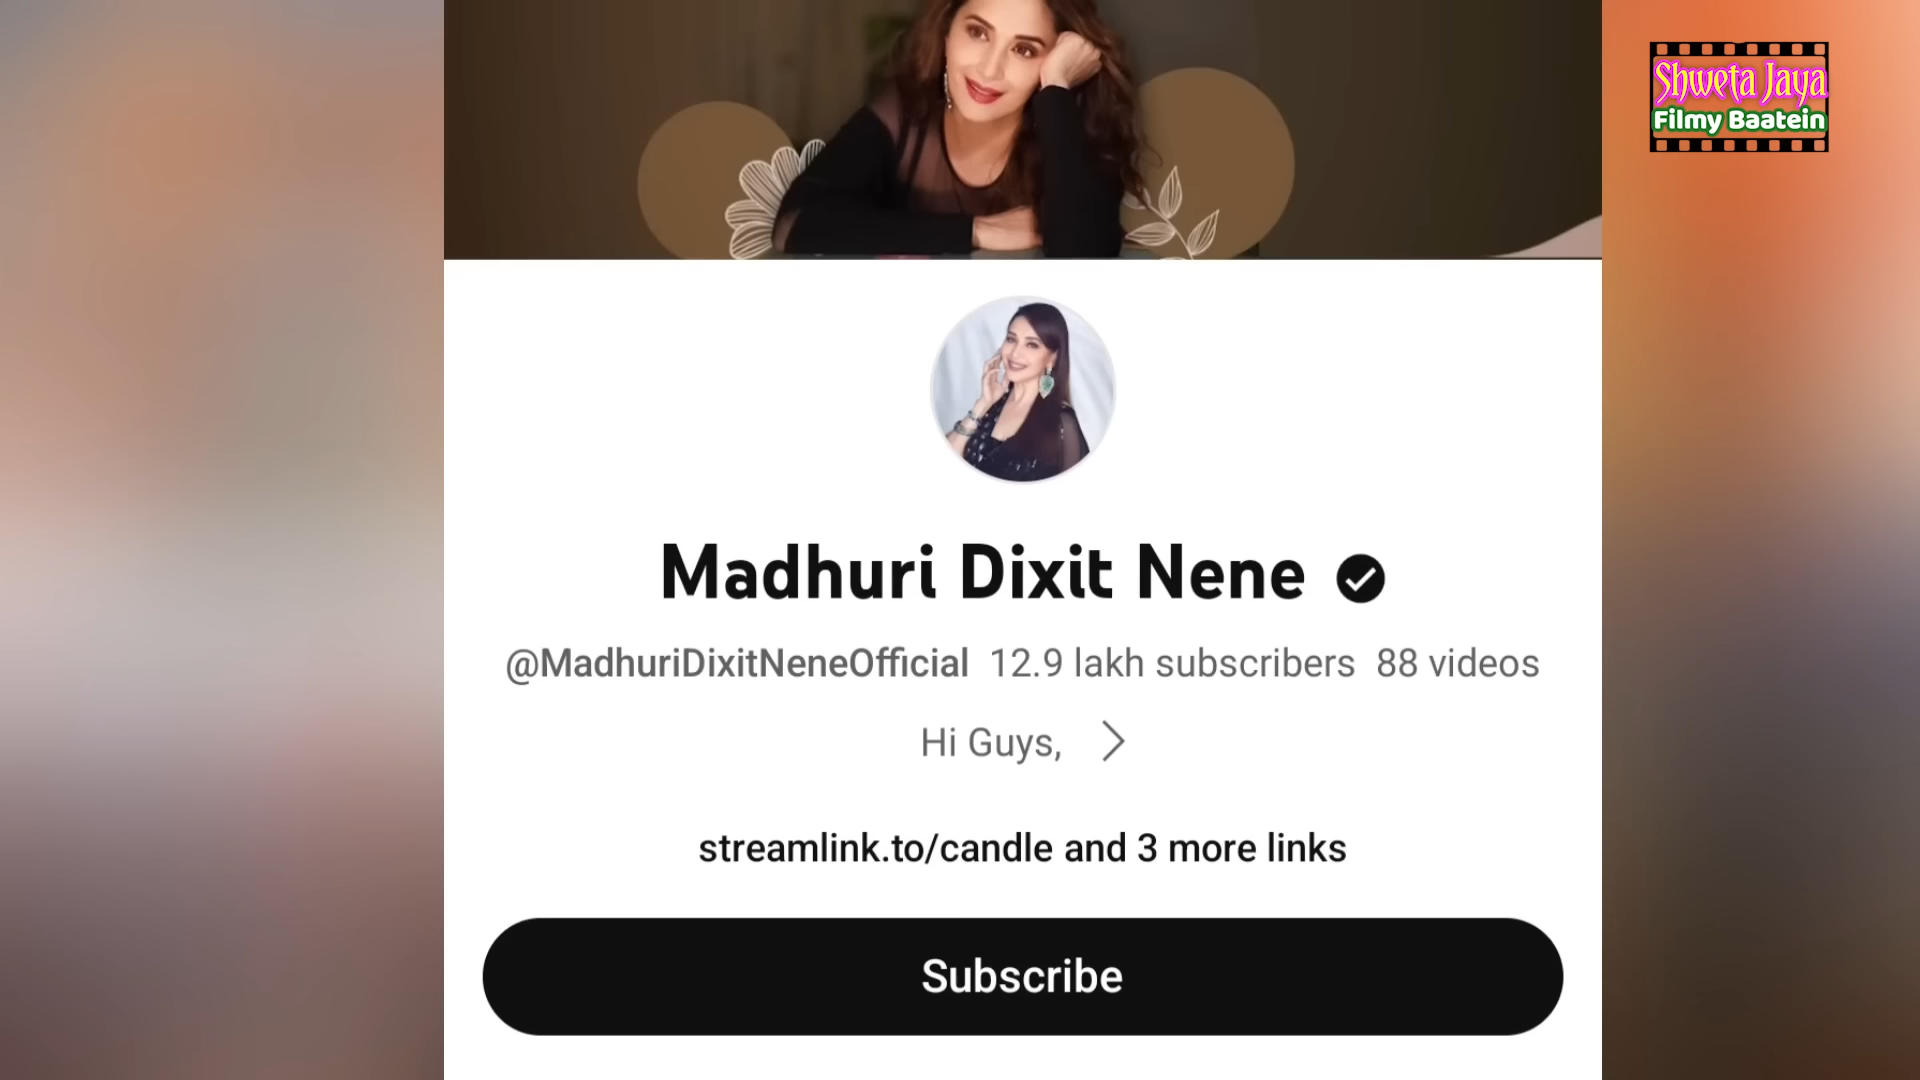 Shweta Jaya
Filmy Baatein
Madhuri Dixit Nene
@MadhuriDixitNeneOfficial 12.9 lakh subscribers 88 videos
Hi Guys,
streamlink.to/candle and 3 more links
Subscribe